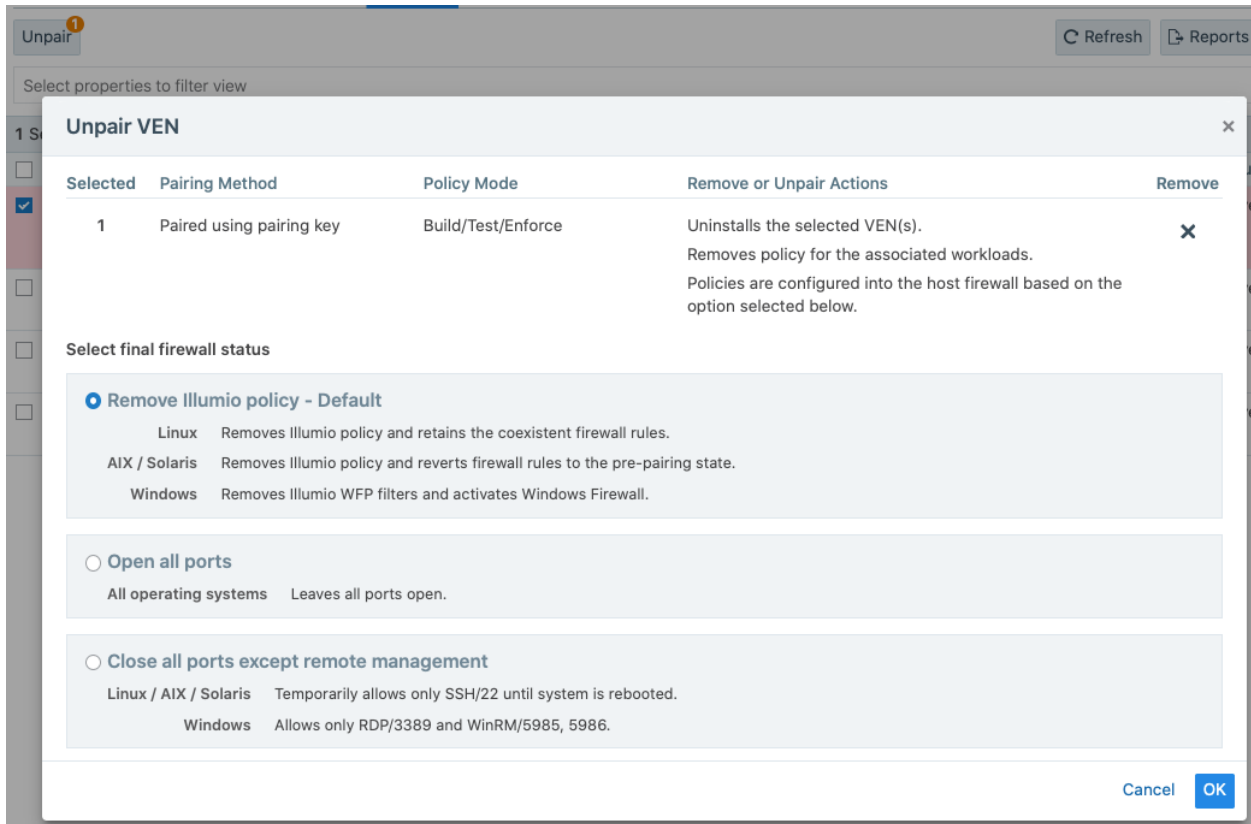 Unpair
1
Refresh
Reports
Select properties to filter view
Unpair VEN
Selected Pairing Method Policy Mode Remove or Unpair Actions Remove
1 Paired using pairing key Build/Test/Enforce Uninstalls the selected VEN(s).
Removes policy for the associated workloads.
Policies are configured into the host firewall based on the
option selected below.
Select final firewall status
Remove Illumio policy - Default
Linux Removes Illumio policy and retains the coexistent firewall rules.
AIX / Solaris Removes Illumio policy and reverts firewall rules to the pre-pairing state.
Windows Removes Illumio WFP filters and activates Windows Firewall.
Open all ports
All operating systems Leaves all ports open.
Close all ports except remote management
Linux / AIX / Solaris Temporarily allows only SSH/22 until system is rebooted.
Windows Allows only RDP/3389 and WinRM/5985, 5986.
Cancel OK